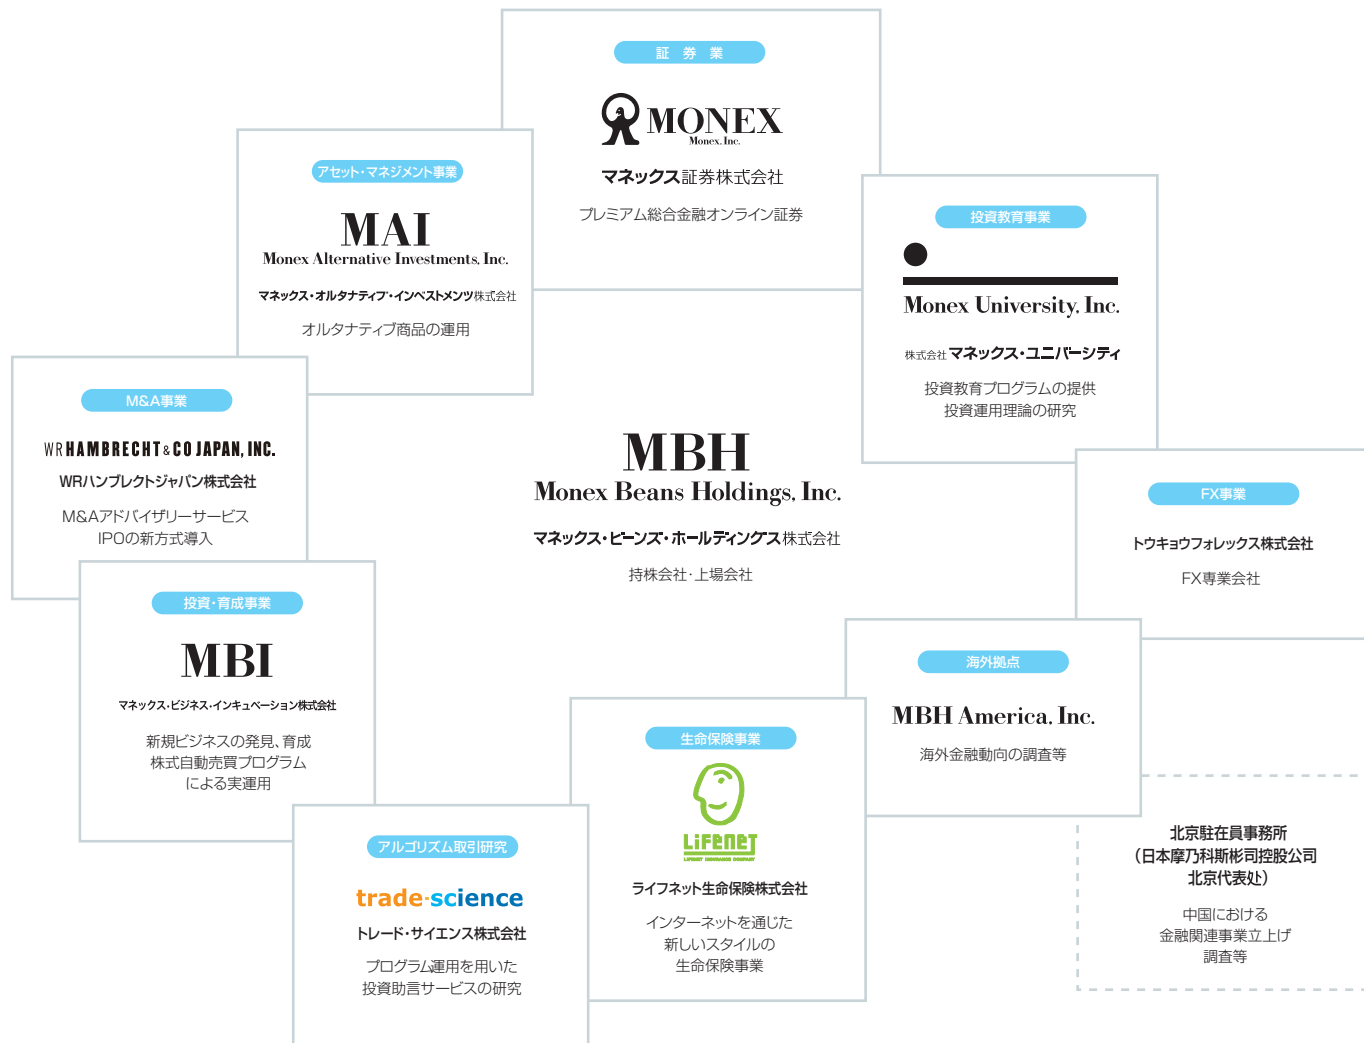 証 券 業
MONEX
Monex, Inc.
マネックス証券株式会社
プレミアム総合金融オンライン証券
アセット・マネジメント事業
MAI
Monex Alternative Investments, Inc.
マネックス・オルタナティブ・インベストメンツ株式会社
オルタナティブ商品の運用
投資教育事業
Monex University, Inc.
株式会社マネックス・ユニバーシティ
投資教育プログラムの提供
投資運用理論の研究
M&A事業
WR HAMBRECHT & CO JAPAN, INC.
WRハンブレクトジャパン株式会社
M&Aアドバイザリーサービス
IPOの新方式導入
MBH
Monex Beans Holdings, Inc.
マネックス・ビーンズ・ホールディングス株式会社
持株会社・上場会社
FX事業
トウキョウフォレックス株式会社
FX専業会社
投資・育成事業
MBI
マネックス・ビジネス・インキュベーション株式会社
新規ビジネスの発見、育成
株式自動売買プログラム
による実運用
海外拠点
MBH America, Inc.
海外金融動向の調査等
生命保険事業
LIFENET
LIFENET INSURANCE COMPANY
ライフネット生命保険株式会社
インターネットを通じた
新しいスタイルの
生命保険事業
アルゴリズム取引研究
trade-science
トレード・サイエンス株式会社
プログラム運用を用いた
投資助言サービスの研究
北京駐在員事務所
（日本摩乃科斯彬司控股公司
北京代表処）
中国における
金融関連事業立上げ
調査等